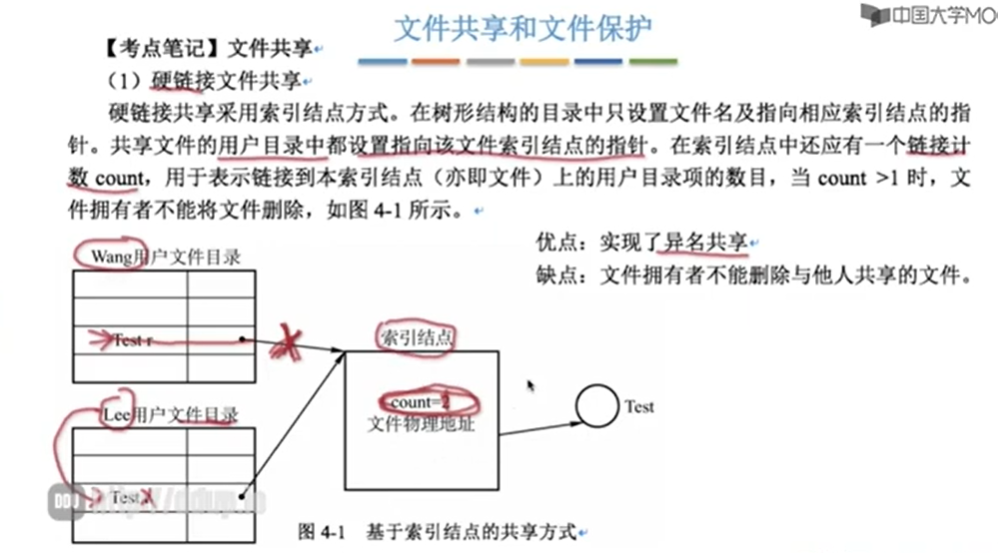 中国大学MO
文件共享和文件保护
【考点笔记】文件共享
（1）硬链接文件共享
硬链接共享采用索引结点方式。在树形结构的目录中只设置文件名及指向相应索引结点的指
针。共享文件的用户目录中都设置指向该文件索引结点的指针。在索引结点中还应有一个链接计
数 count，用于表示链接到本索引结点（亦即文件）上的用户目录项的数目，当 count >1 时，文
件拥有者不能将文件删除，如图 4-1 所示。
优点：实现了异名共享
缺点：文件拥有者不能删除与他人共享的文件。
Wang用户文件目录
Test r
索引结点
count=2
文件物理地址
Test
Lee用户文件目录
Test r
图 4-1 基于索引结点的共享方式